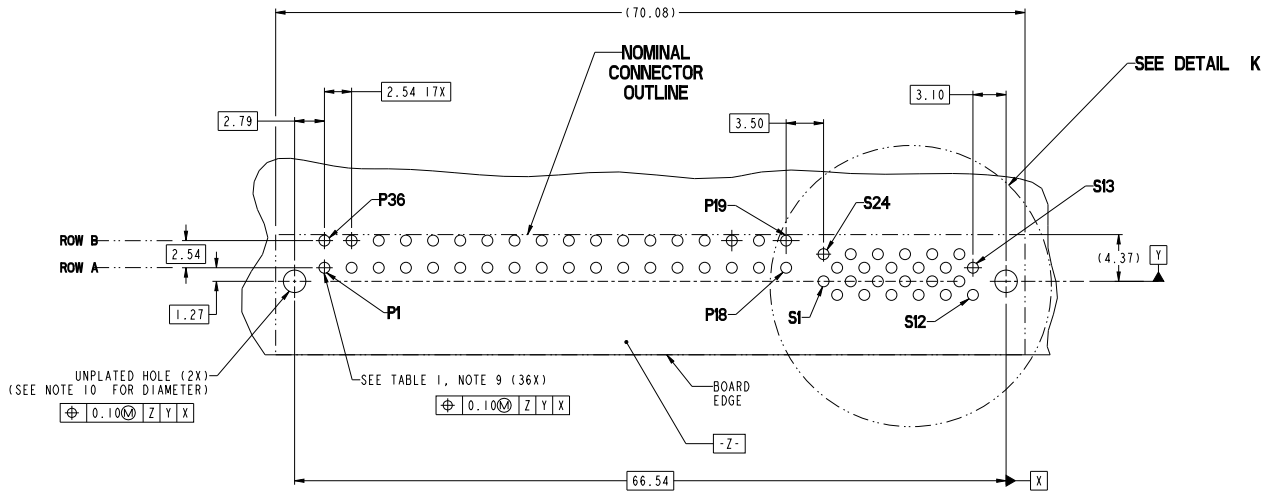 (70.08)
NOMINAL
CONNECTOR
OUTLINE
SEE DETAIL K
2.54 17X
3.10
2.79
3.50
P36
P19
S24
S13
ROW B
2.54
ROW A
(4.37)
Y
1.27
P1
P18
S1
S12
UNPLATED HOLE (2X)
(SEE NOTE 10 FOR DIAMETER)
⌖ 0.10Ⓜ Z Y X
SEE TABLE 1, NOTE 9 (36X)
⌖ 0.10Ⓜ Z Y X
BOARD
EDGE
-Z-
66.54
X